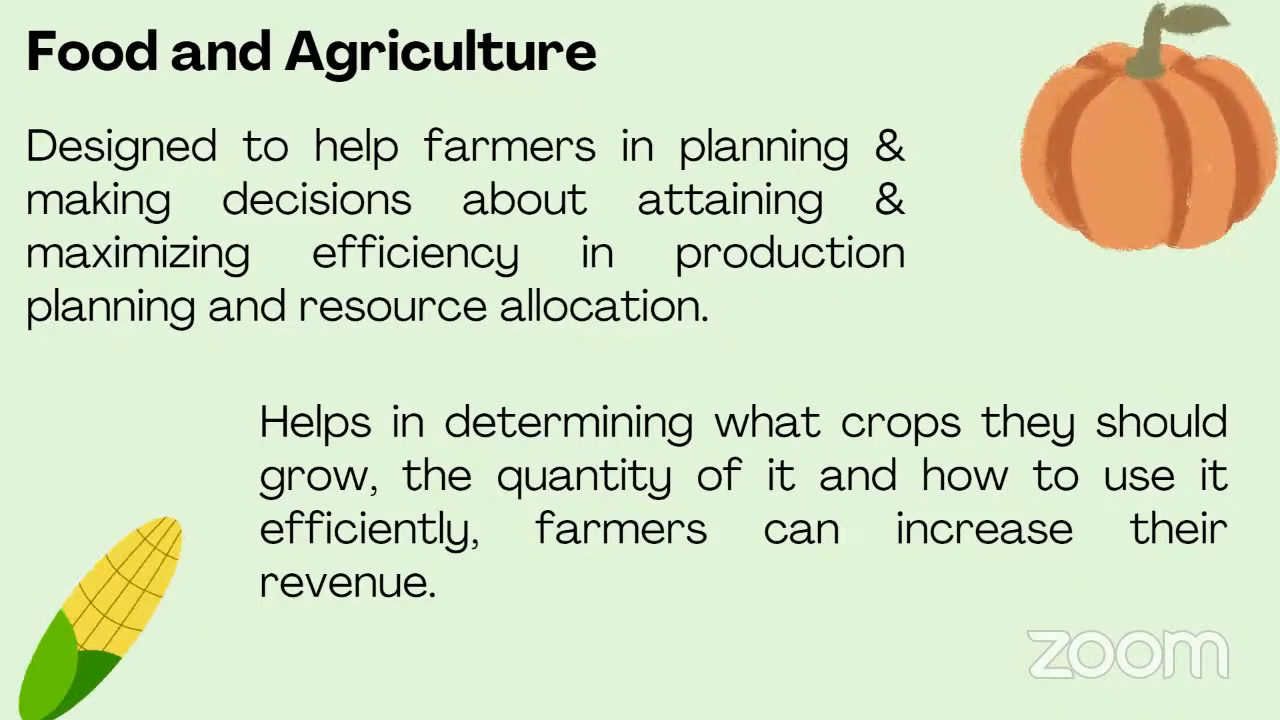 Food and Agriculture
Designed to help farmers in planning &
making decisions about attaining &
maximizing efficiency in production
planning and resource allocation.
Helps in determining what crops they should
grow, the quantity of it and how to use it
efficiently, farmers can increase their
revenue.
zoom